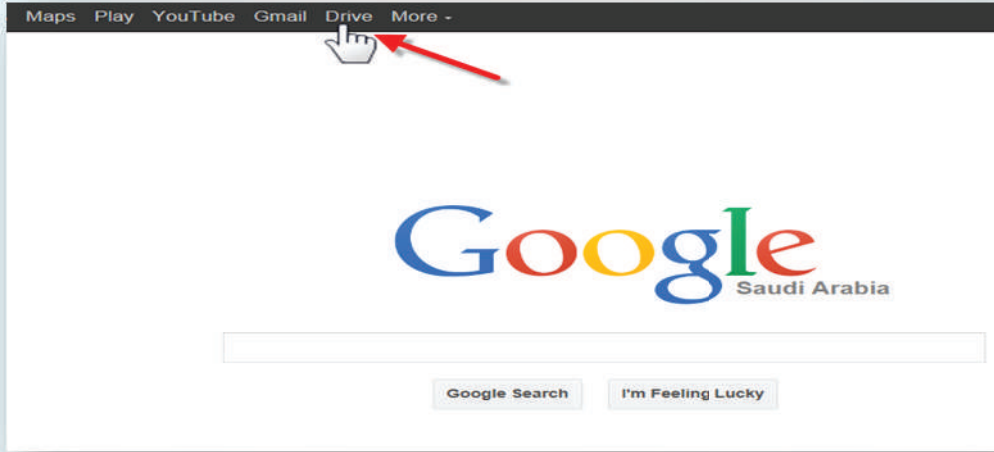 Maps Play YouTube Gmail Drive More
Google
Saudi Arabia
Google Search I'm Feeling Lucky